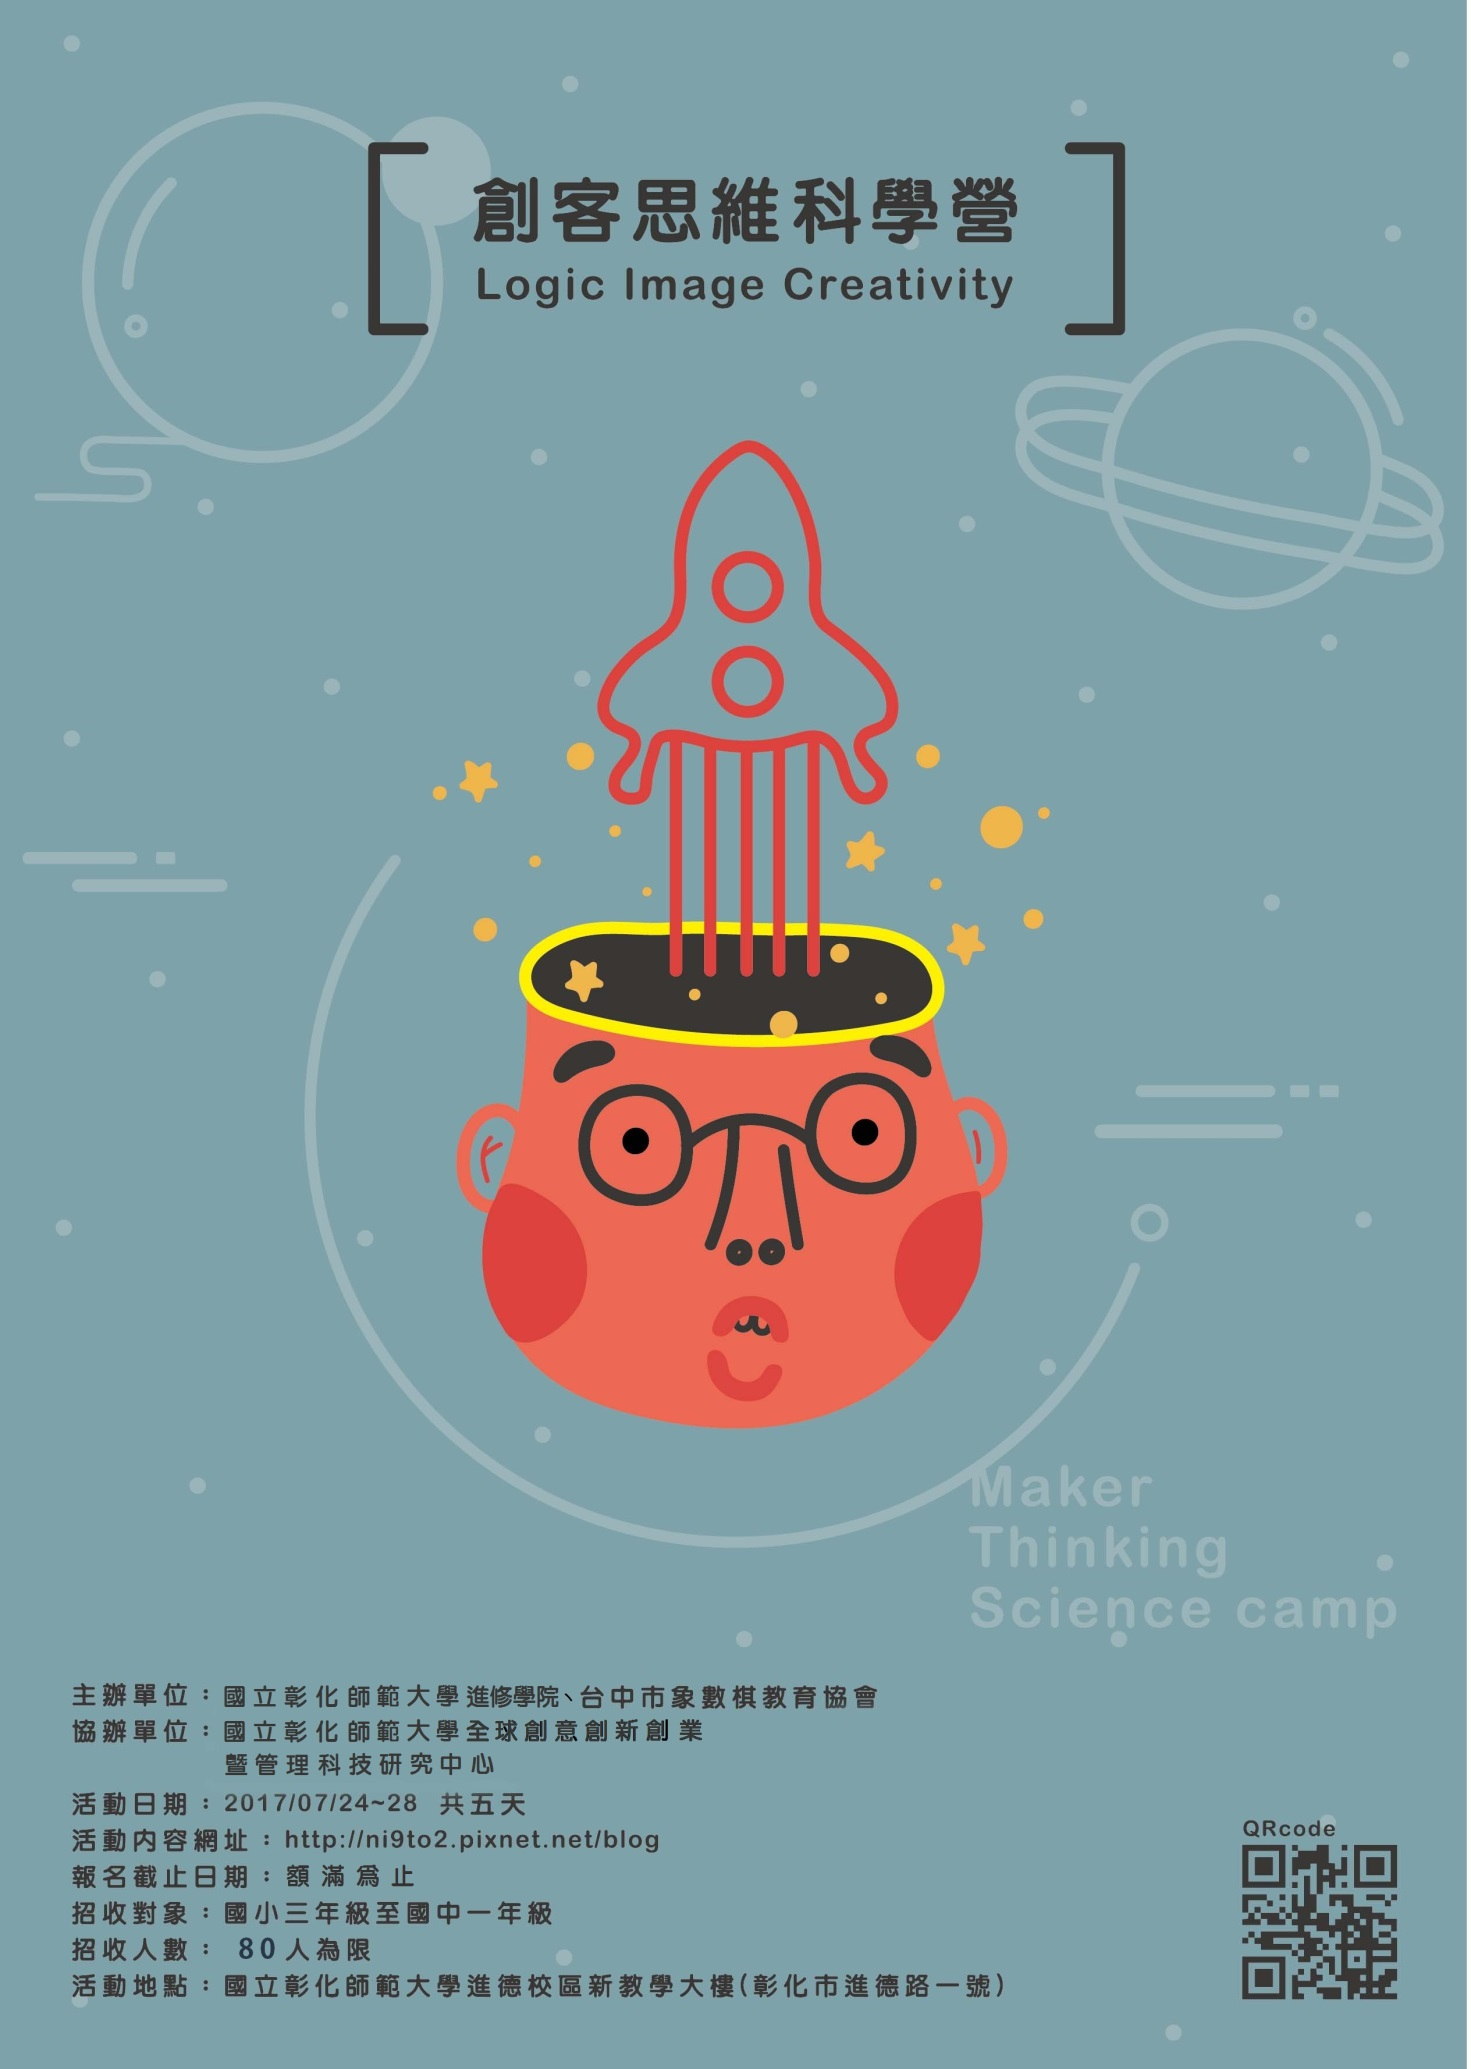 創客思維科學營
Logic Image Creativity
Maker
Thinking
Science camp
主辦單位：國立彰化師範大學進修學院、台中市象數棋教育協會
協辦單位：國立彰化師範大學全球創意創新創業
暨管理科技研究中心
活動日期：2017/07/24~28 共五天
活動內容網址：http://ni9to2.pixnet.net/blog
報名截止日期：額滿為止
招收對象：國小三年級至國中一年級
招收人數： 80人為限
活動地點：國立彰化師範大學進德校區新教學大樓(彰化市進德路一號)
QRcode